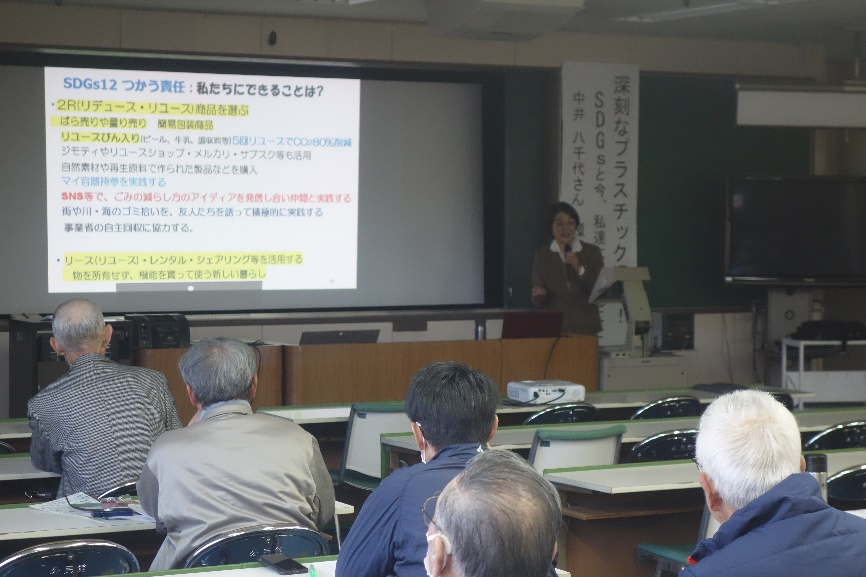 SDGs12 つかう責任：私たちにできることは?
・2R(リデュース・リユース)商品を選ぶ
ばら売りや量り売り　簡易包装商品
リユースびん入り(ビール、牛乳、調味料等)5回リユースでCO₂80%削減
ジモティやリユースショップ・メルカリ・サブスク等も活用
自然素材や再生原料で作られた製品などを購入
マイ容器持参を実践する
SNS等で、ごみの減らし方のアイディアを発信し合い仲間と実践する
街や川・海のゴミ拾いを、友人たちを誘って積極的に実践する
事業者の自主回収に協力する。
・リース(リユース)・レンタル・シェアリング等を活用する
物を所有せず、機能を買って使う新しい暮らし
深刻なプラスチック
SDGsと今、私達
中井 八千代さん